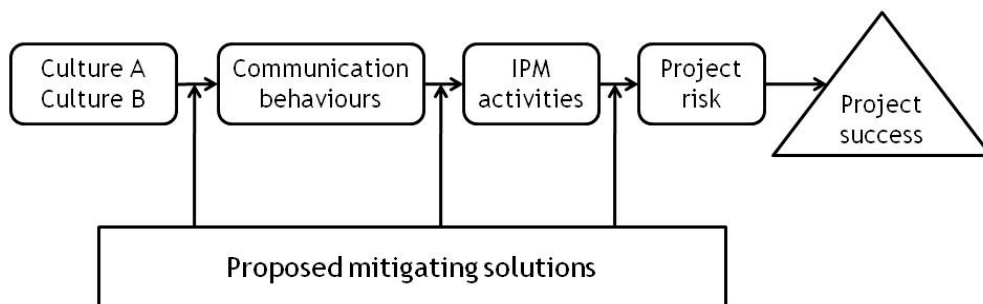 Culture A
Culture B
Communication
behaviours
IPM
activities
Project
risk
Project
success
Proposed mitigating solutions